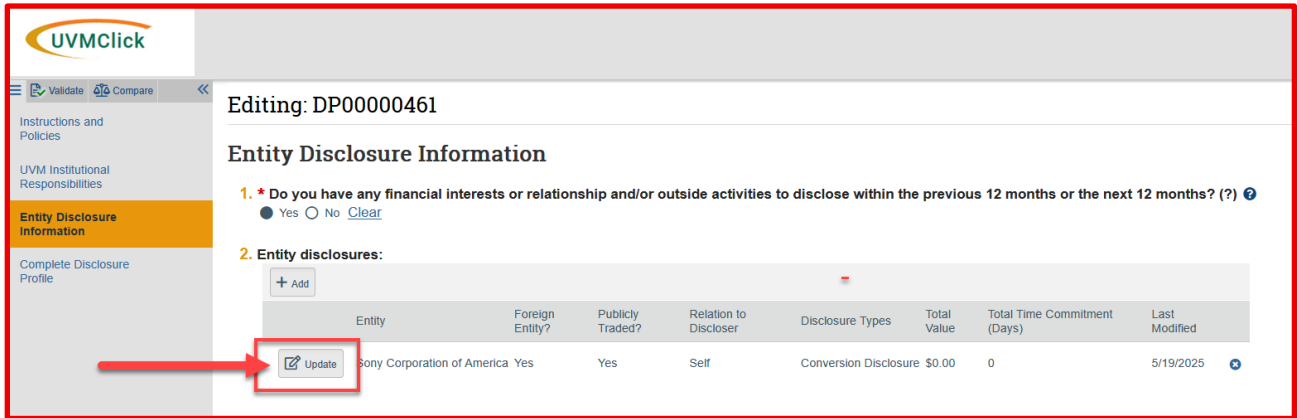 UVMClick
Validate Compare
Instructions and
Policies
UVM Institutional
Responsibilities
Entity Disclosure
Information
Complete Disclosure
Profile
Editing: DP00000461
Entity Disclosure Information
1. * Do you have any financial interests or relationship and/or outside activities to disclose within the previous 12 months or the next 12 months? (?) ?
Yes No Clear
2. Entity disclosures:
+ Add
Entity Foreign Entity? Publicly Traded? Relation to Discloser Disclosure Types Total Value Total Time Commitment (Days) Last Modified
Update Sony Corporation of America Yes Yes Self Conversion Disclosure $0.00 0 5/19/2025